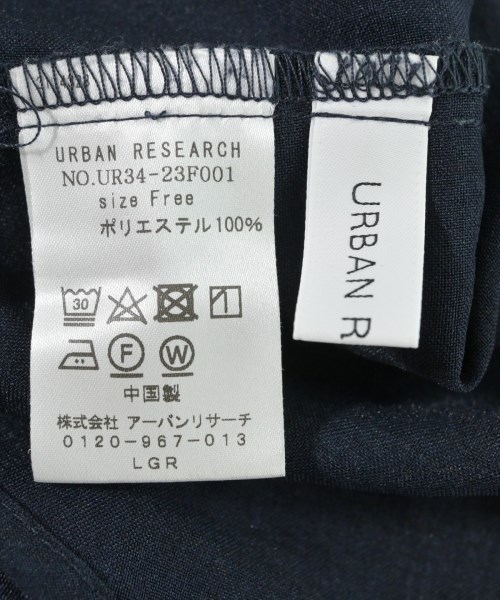 URBAN RESEARCH
NO.UR34-23F001
size Free
ポリエステル100%
30
F W
中国製
株式会社 アーバンリサーチ
0120-967-013
LGR
URBAN R